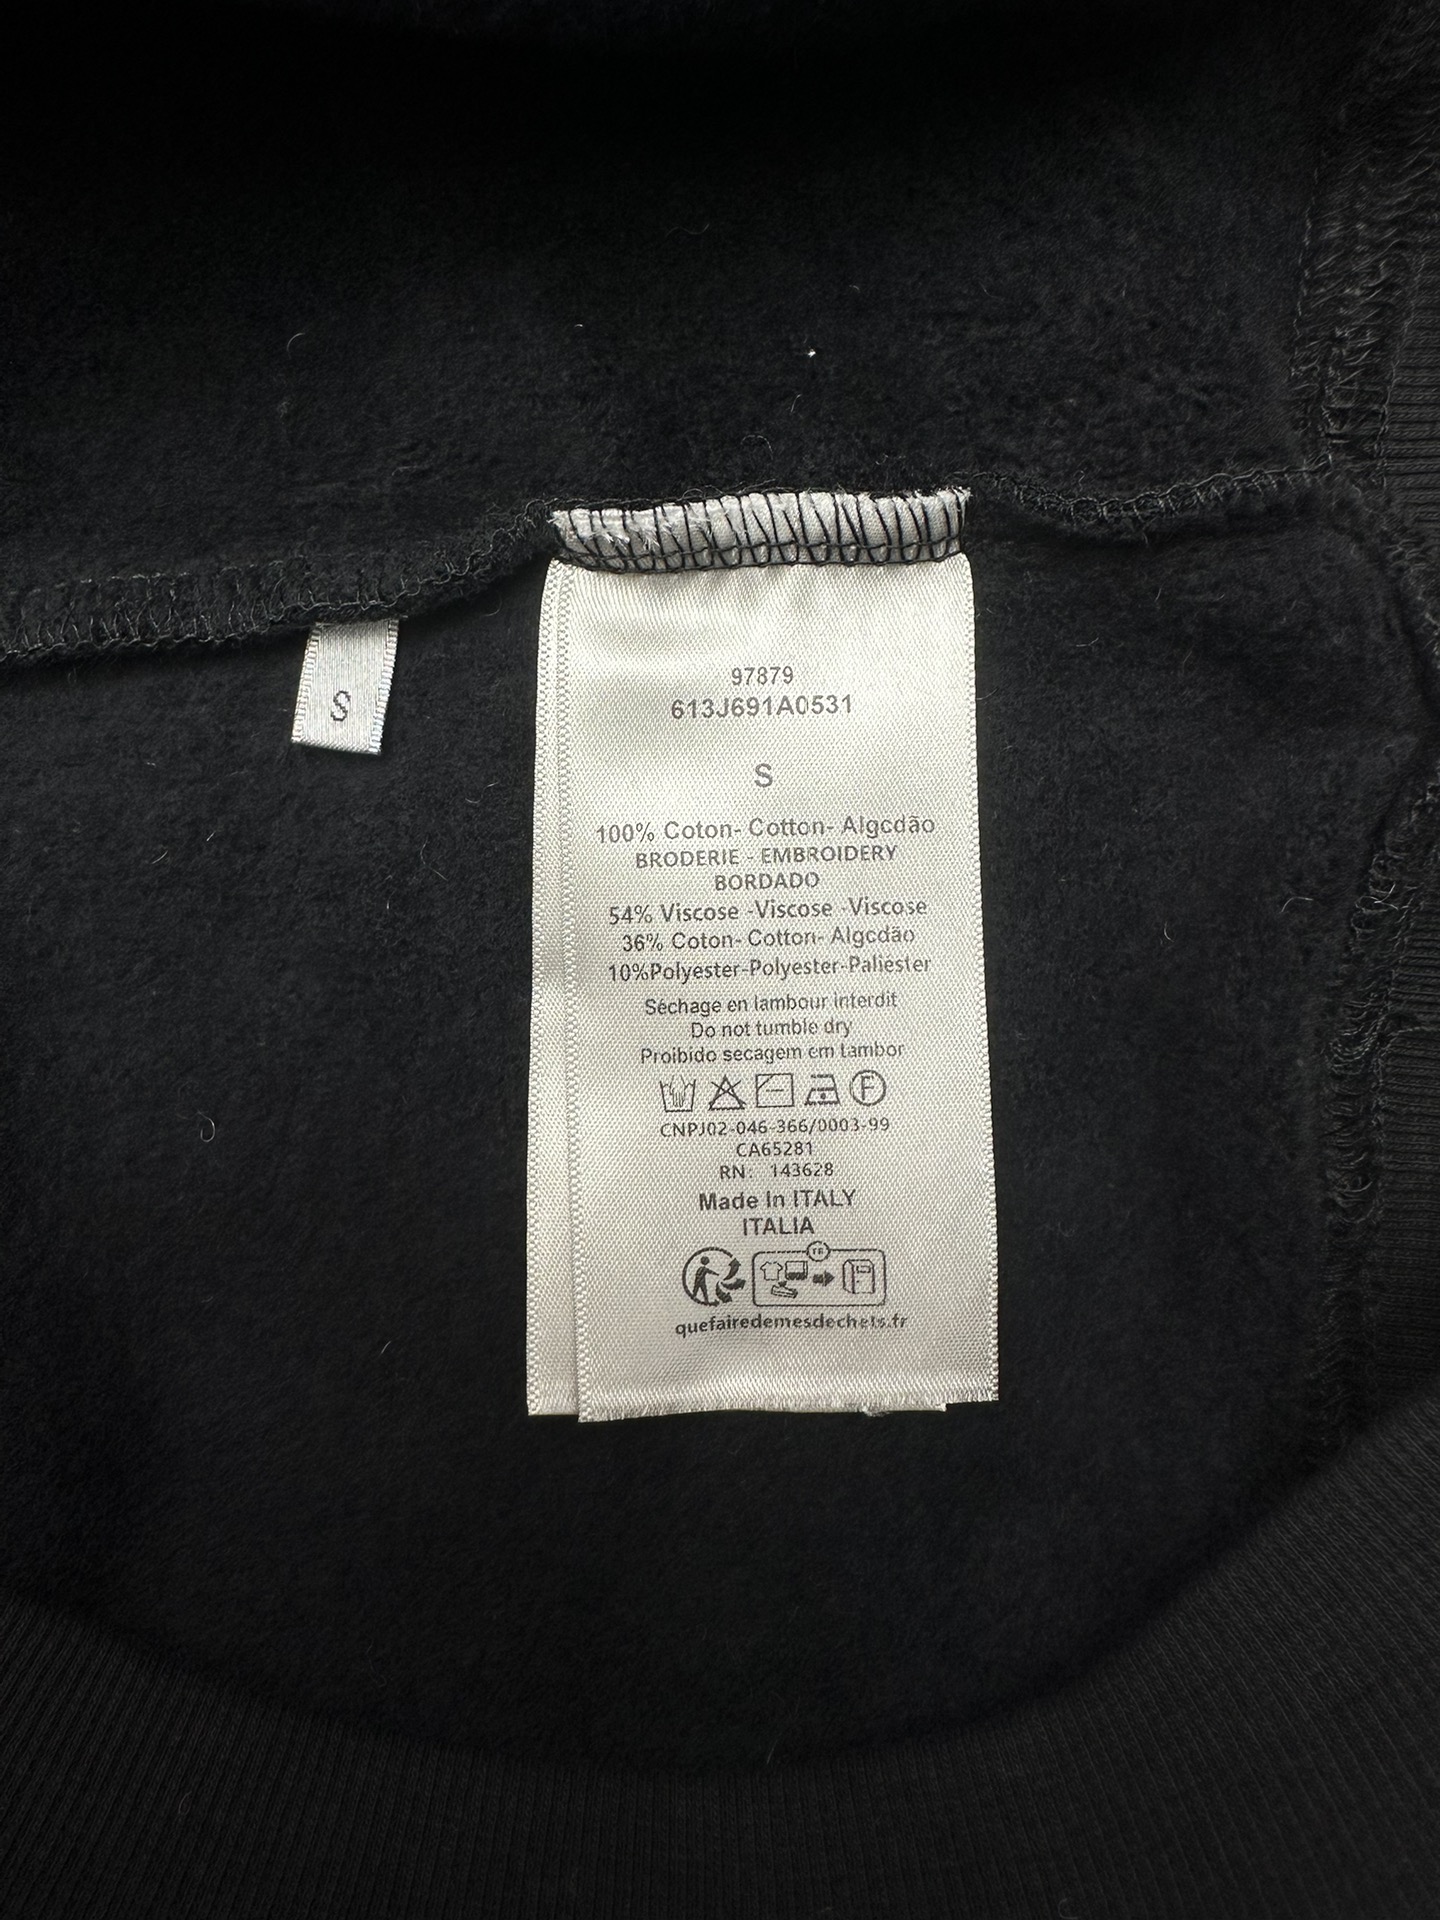 S
97879
613J691A0531
S
100% Coton- Cotton- Algcdão
BRODERIE - EMBROIDERY
BORDADO
54% Viscose -Viscose -Viscose
36% Coton- Cotton- Algcdão
10%Polyester-Polyester-Paliester
Séchage en lambour interdit
Do not tumble dry
Proibido secagem em tambor
F
CNPJ02-046-366/0003-99
CA65281
RN: 143628
Made In ITALY
ITALIA
quefairedemesdechets.fr